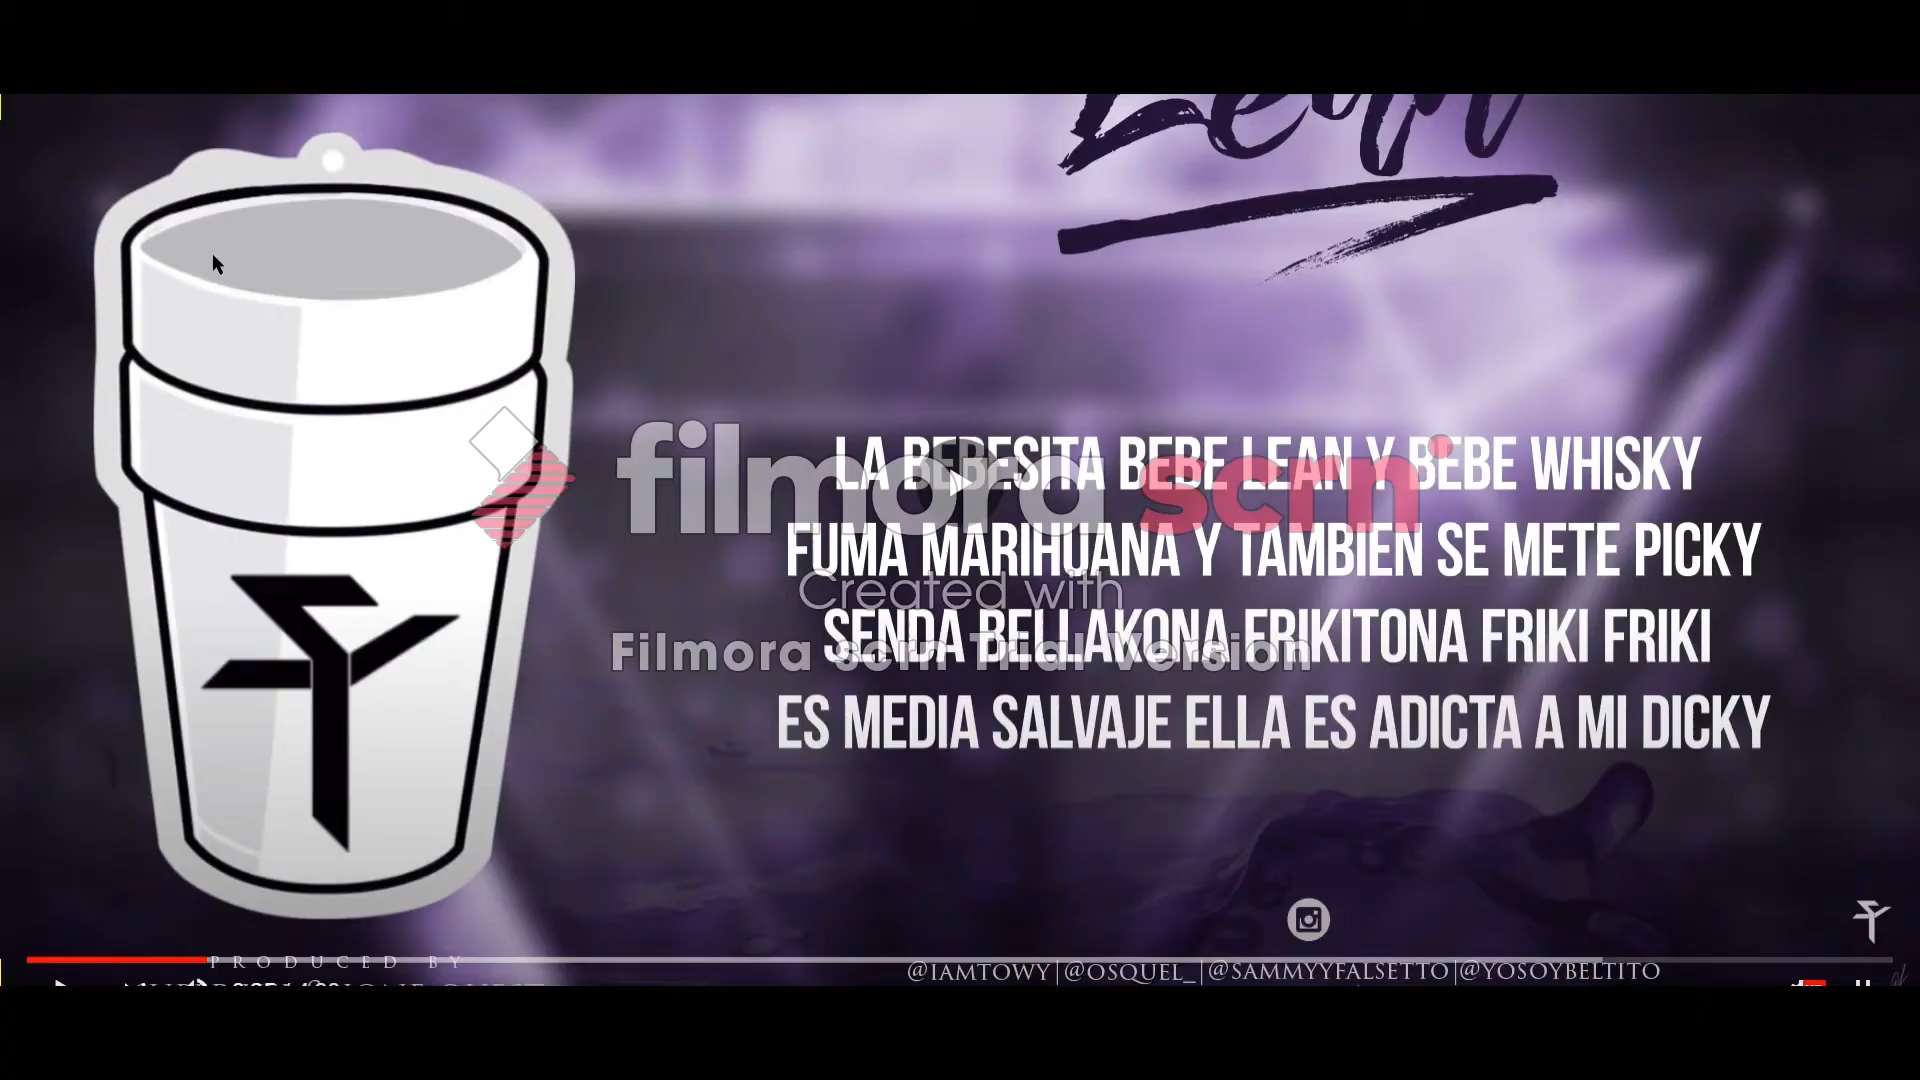 Lean
LA BEBESITA BEBE LEAN Y BEBE WHISKY
filmora scrn
FUMA MARIHUANA Y TAMBIEN SE METE PICKY
Created with
SENDA BELLAKONA FRIKITONA FRIKI FRIKI
Filmora scrn Trial Version
ES MEDIA SALVAJE ELLA ES ADICTA A MI DICKY
PRODUCED BY
@IAMTOWY|@OSQUEL_|@SAMMYYFALSETTO|@YOSOYBELTITO